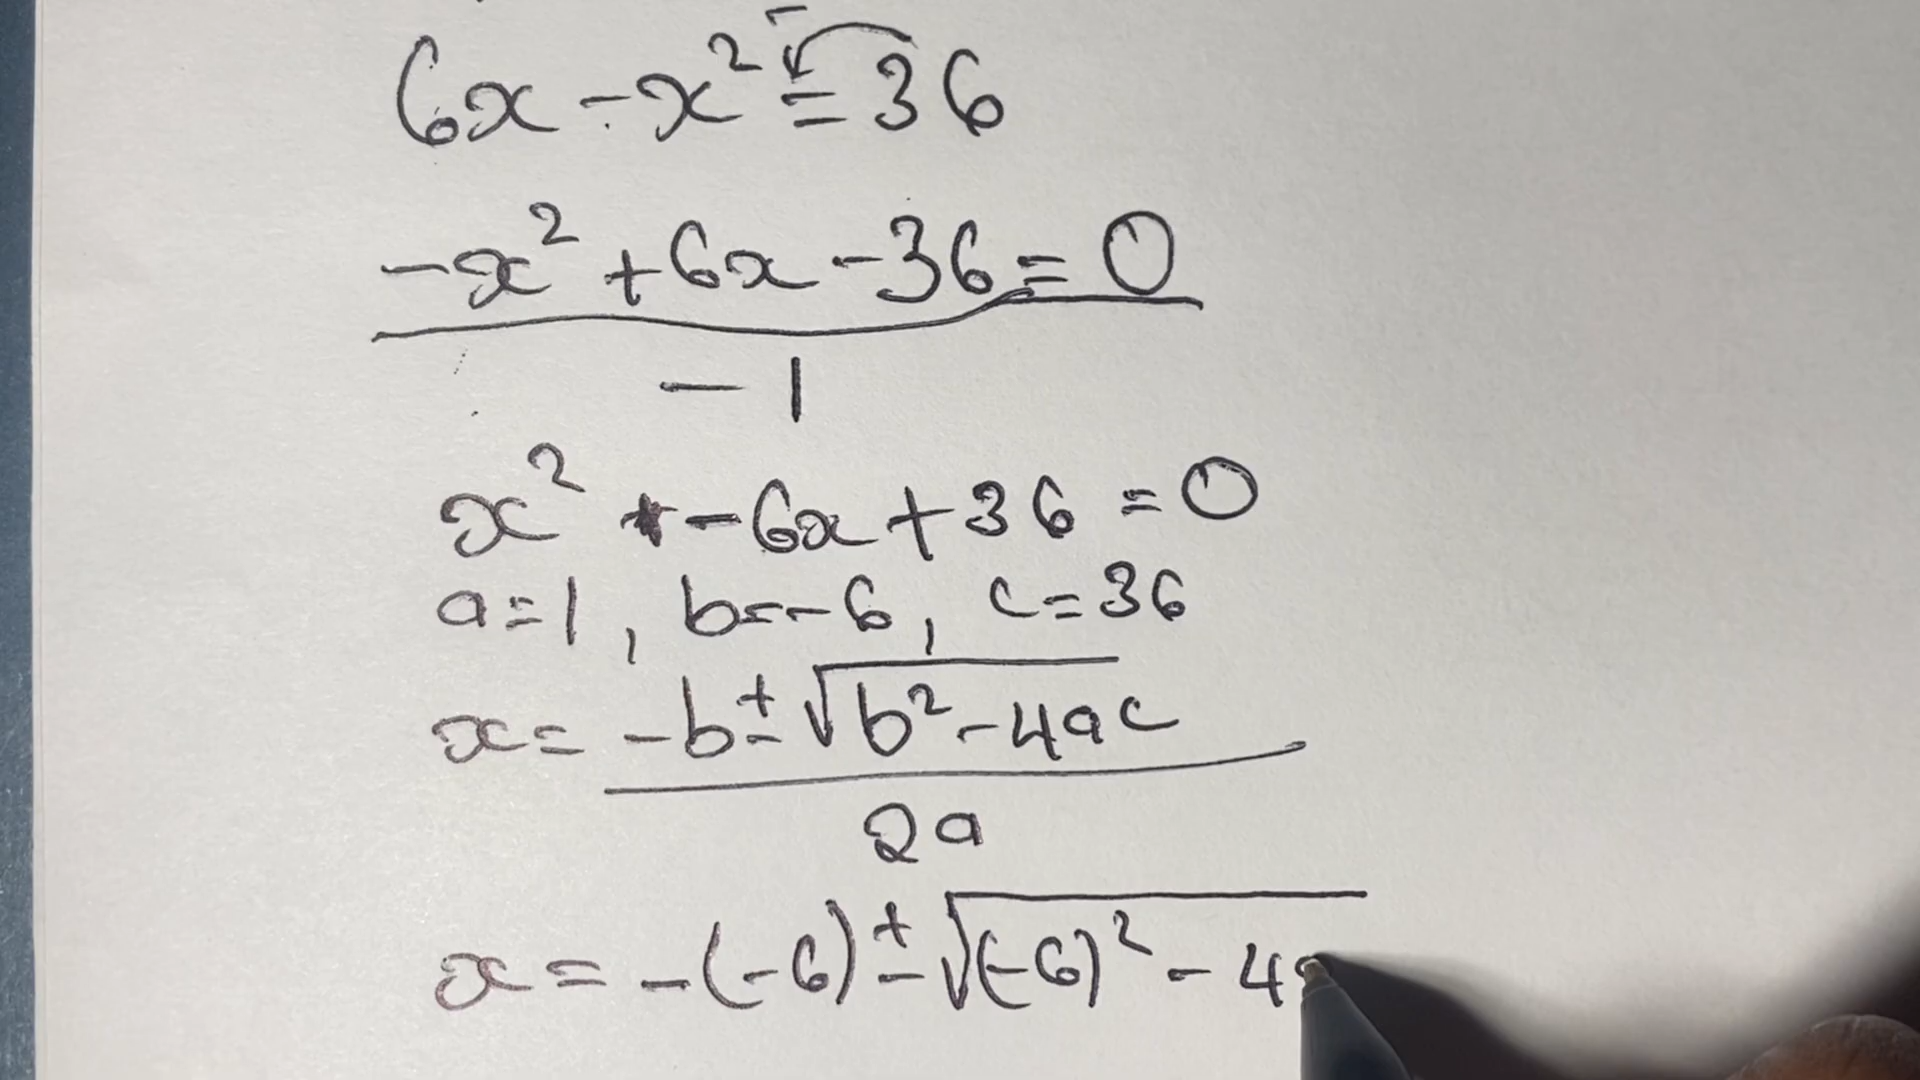 6x - x² = 36
-x² + 6x - 36 = 0
- 1
x² - 6x + 36 = 0
a = 1 , b = -6 , c = 36
x = -b ± √b² - 4ac
2a
x = -(-6) ± √(-6)² - 4